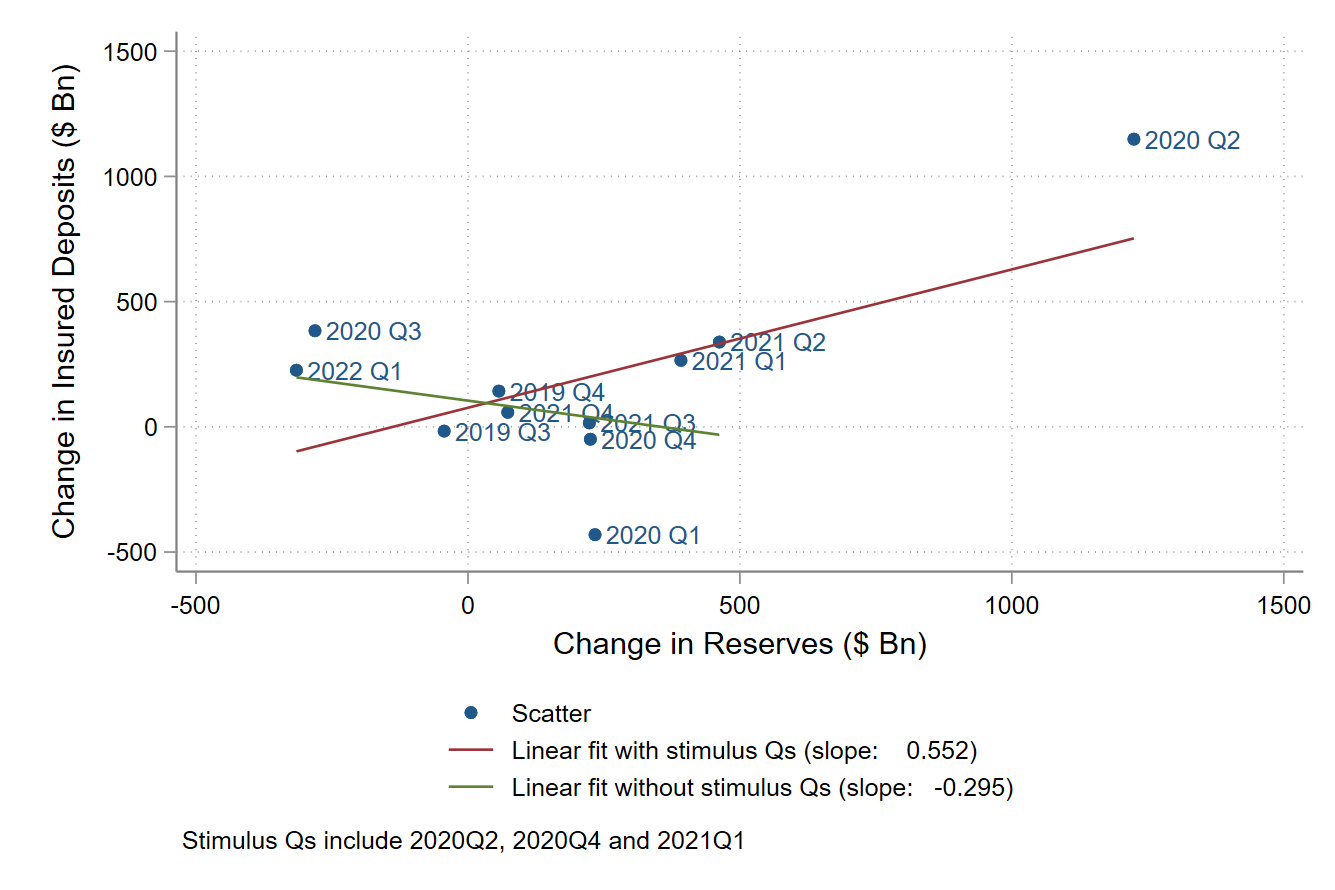 Change in Insured Deposits ($ Bn)
1500
1000
500
0
-500
2020 Q2
2020 Q3
2021 Q2
2021 Q1
2022 Q1
2019 Q4
2021 Q4
2021 Q3
2019 Q3
2020 Q4
2020 Q1
-500
0
500
1000
1500
Change in Reserves ($ Bn)
Scatter
Linear fit with stimulus Qs (slope: 0.552)
Linear fit without stimulus Qs (slope: -0.295)
Stimulus Qs include 2020Q2, 2020Q4 and 2021Q1